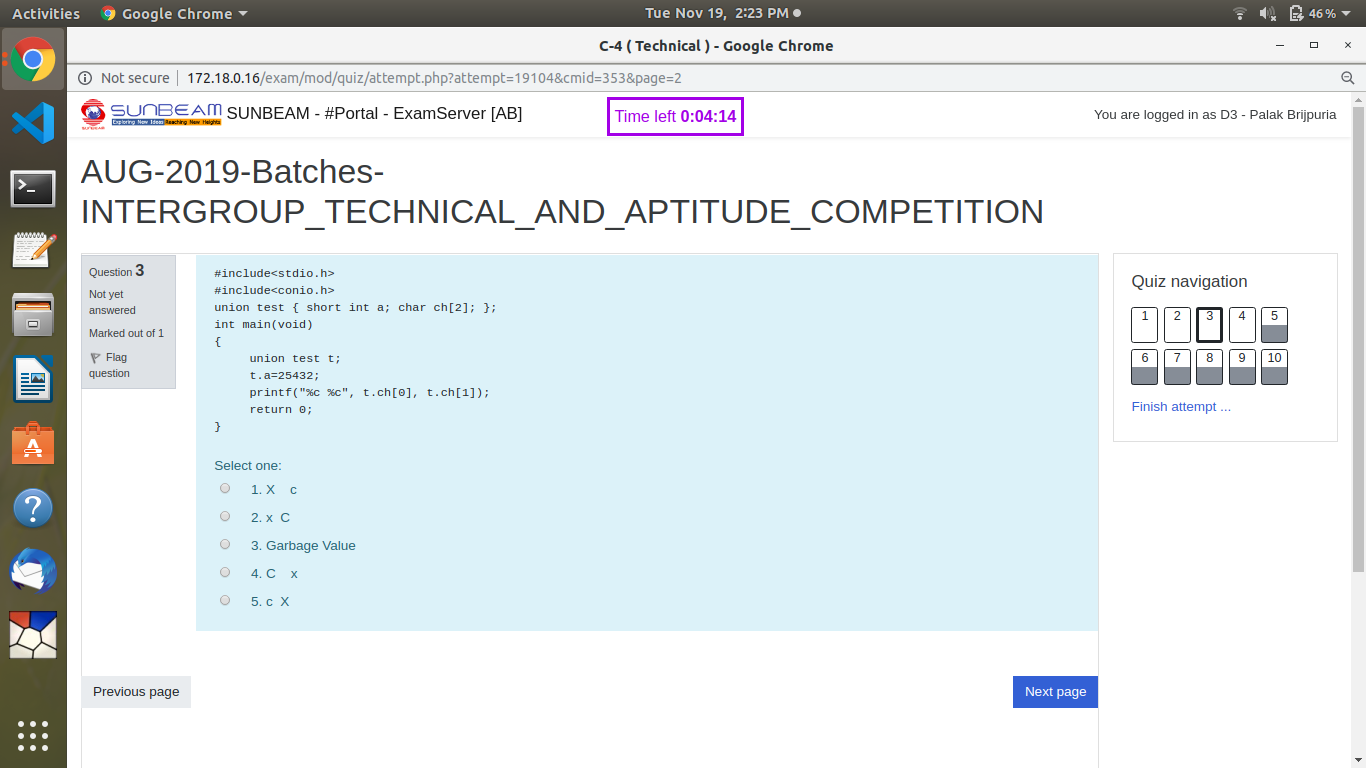 Activities Google Chrome Tue Nov 19, 2:23 PM 46%
C-4 ( Technical ) - Google Chrome
Not secure 172.18.0.16/exam/mod/quiz/attempt.php?attempt=19104&cmid=353&page=2
SUNBEAM SUNBEAM - #Portal - ExamServer [AB] Time left 0:04:14 You are logged in as D3 - Palak Brijpuria
Exploring New Ideas Reaching New Heights
SUNBEAM
AUG-2019-Batches-
INTERGROUP_TECHNICAL_AND_APTITUDE_COMPETITION
Question 3
Not yet
answered
Marked out of 1
Flag
question
#include<stdio.h>
#include<conio.h>
union test { short int a; char ch[2]; };
int main(void)
{
union test t;
t.a=25432;
printf("%c %c", t.ch[0], t.ch[1]);
return 0;
}
Select one:
1. X c
2. x C
3. Garbage Value
4. C x
5. c X
Quiz navigation
1 2 3 4 5
6 7 8 9 10
Finish attempt ...
Previous page Next page